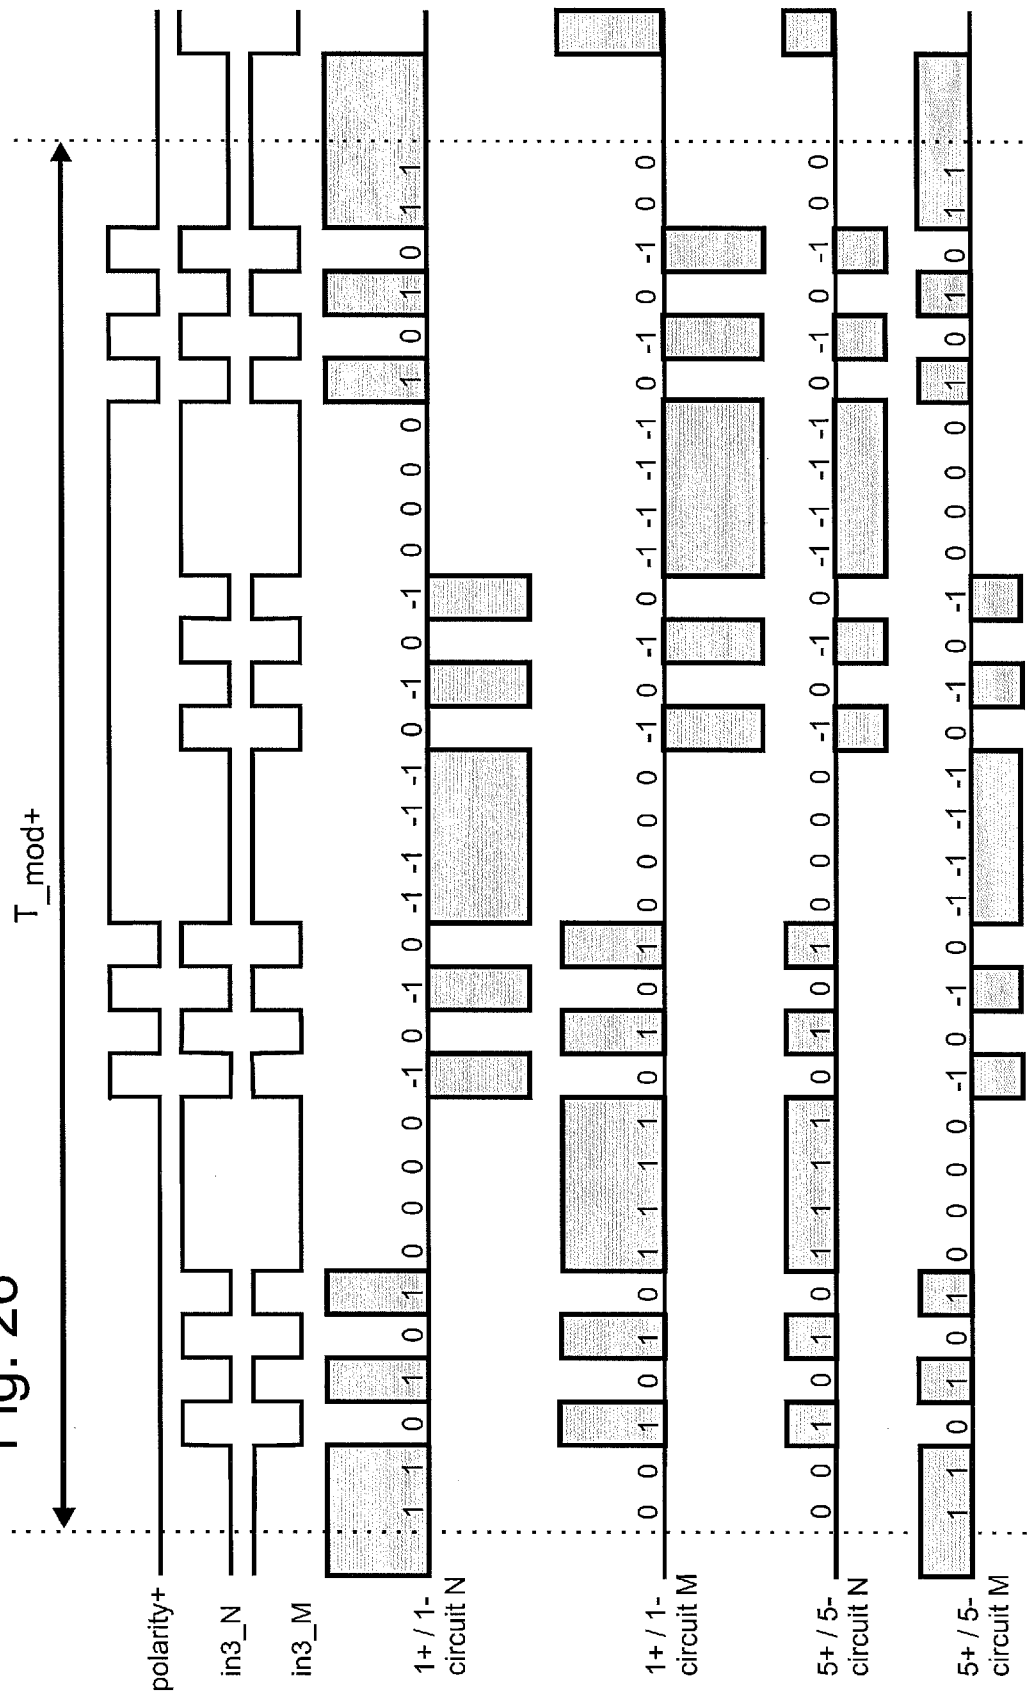 Fig.
T_mod+
polarity+
in3_N
in3_M
1 1 0 1 0 1 0 0 0 0 -1 0 -1 0 -1 -1 -1 -1 0 -1 0 -1 0 0 0 0 1 0 1 0 1 1
1+ / 1-
circuit N
0 0 1 0 1 0 1 1 1 1 0 1 0 1 0 0 0 0 -1 0 -1 0 -1 -1 -1 -1 0 -1 0 -1 0 0
1+ / 1-
circuit M
0 0 1 0 1 0 1 1 1 1 0 1 0 1 0 0 0 0 -1 0 -1 0 -1 -1 -1 -1 0 -1 0 -1 0 0
5+ / 5-
circuit N
1 1 0 1 0 1 0 0 0 0 -1 0 -1 0 -1 -1 -1 -1 0 -1 0 -1 0 0 0 0 1 0 1 0 1 1
5+ / 5-
circuit M